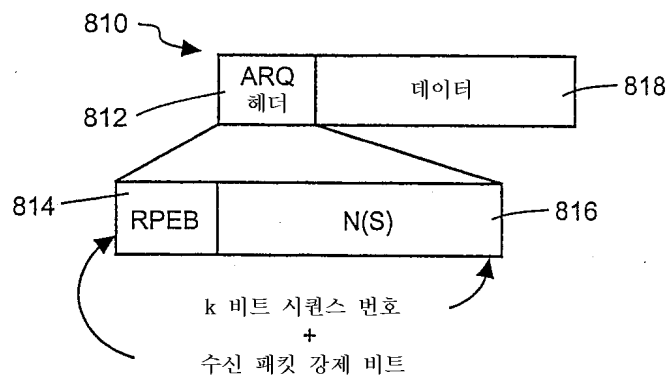 810
ARQ
헤더
데이터
812
818
814
RPEB
N(S)
816
k 비트 시퀀스 번호
+
수신 패킷 강제 비트